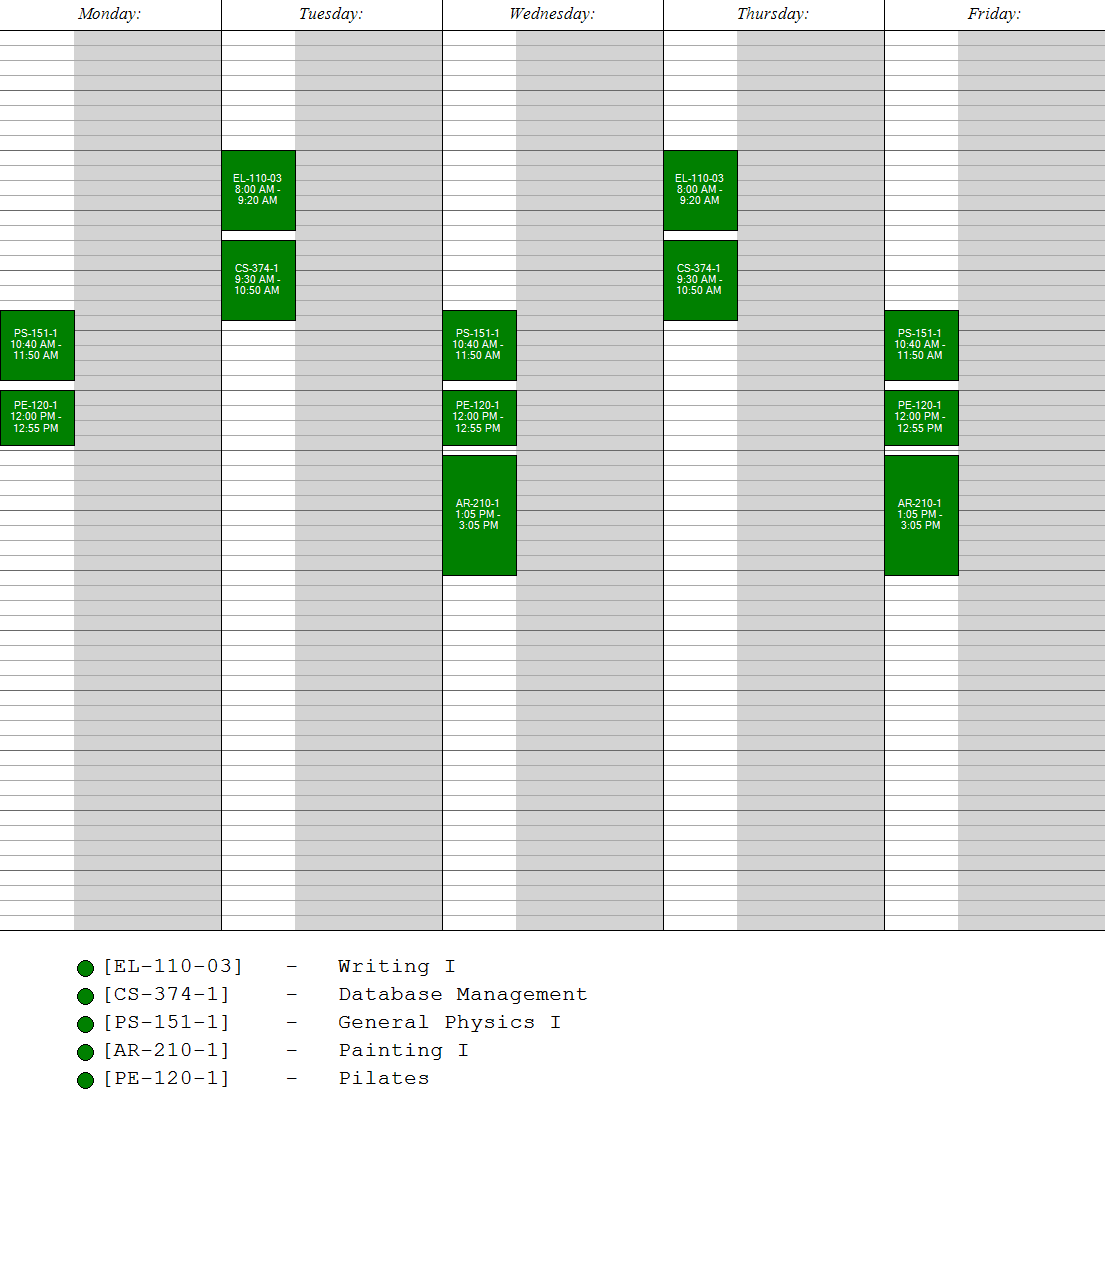 Monday:
Tuesday:
Wednesday:
Thursday:
Friday:
EL-110-03
8:00 AM -
9:20 AM
EL-110-03
8:00 AM -
9:20 AM
CS-374-1
9:30 AM -
10:50 AM
CS-374-1
9:30 AM -
10:50 AM
PS-151-1
10:40 AM -
11:50 AM
PS-151-1
10:40 AM -
11:50 AM
PS-151-1
10:40 AM -
11:50 AM
PE-120-1
12:00 PM -
12:55 PM
PE-120-1
12:00 PM -
12:55 PM
PE-120-1
12:00 PM -
12:55 PM
AR-210-1
1:05 PM -
3:05 PM
AR-210-1
1:05 PM -
3:05 PM
[EL-110-03] - Writing I
[CS-374-1] - Database Management
[PS-151-1] - General Physics I
[AR-210-1] - Painting I
[PE-120-1] - Pilates